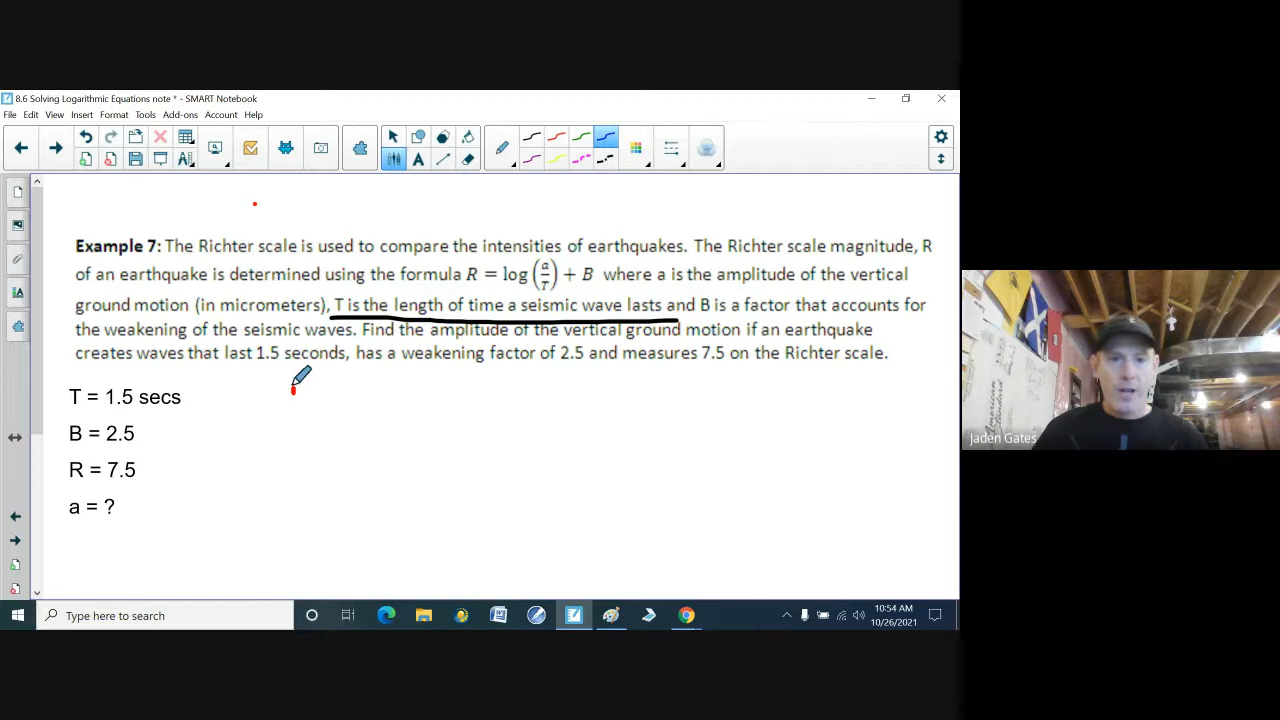 8.6 Solving Logarithmic Equations note * - SMART Notebook
File Edit View Insert Format Tools Add-ons Account Help
Example 7: The Richter scale is used to compare the intensities of earthquakes. The Richter scale magnitude, R
of an earthquake is determined using the formula R = log (a/T) + B where a is the amplitude of the vertical
ground motion (in micrometers), T is the length of time a seismic wave lasts and B is a factor that accounts for
the weakening of the seismic waves. Find the amplitude of the vertical ground motion if an earthquake
creates waves that last 1.5 seconds, has a weakening factor of 2.5 and measures 7.5 on the Richter scale.
T = 1.5 secs
B = 2.5
R = 7.5
a = ?
American Standard
Jaden Gates
Type here to search
10:54 AM
10/26/2021